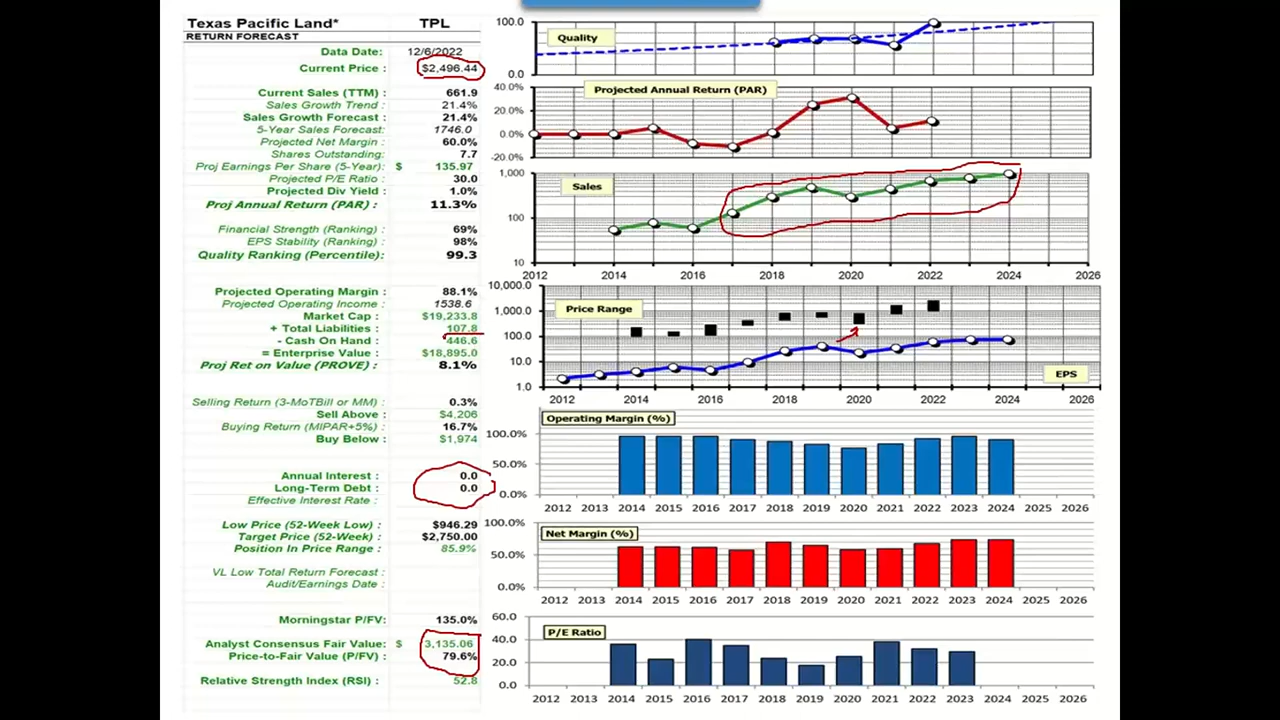 Texas Pacific Land* TPL
RETURN FORECAST
Data Date: 12/6/2022
Current Price : $2,496.44
Current Sales (TTM) : 661.9
Sales Growth Trend : 21.4%
Sales Growth Forecast : 21.4%
5-Year Sales Forecast: 1746.0
Projected Net Margin : 60.0%
Shares Outstanding: 7.7
Proj Earnings Per Share (5-Year) : $ 135.97
Projected P/E Ratio : 30.0
Projected Div Yield : 1.0%
Proj Annual Return (PAR) : 11.3%
Financial Strength (Ranking) : 69%
EPS Stability (Ranking) : 98%
Quality Ranking (Percentile): 99.3
Projected Operating Margin : 88.1%
Projected Operating Income : 1538.6
Market Cap : $19,233.8
+ Total Liabilities : 107.8
- Cash On Hand : 446.6
= Enterprise Value : $18,895.0
Proj Ret on Value (PROVE) : 8.1%
Selling Return (3-MoTBill or MM) : 0.3%
Sell Above : $4,206
Buying Return (MIPAR+5%) : 16.7%
Buy Below : $1,974
Annual Interest : 0.0
Long-Term Debt : 0.0
Effective Interest Rate :
Low Price (52-Week Low) : $946.29
Target Price (52-Week) : $2,750.00
Position In Price Range : 85.9%
VL Low Total Return Forecast :
Audit/Earnings Date :
Morningstar P/FV: 135.0%
Analyst Consensus Fair Value: $ 3,135.06
Price-to-Fair Value (P/FV) : 79.6%
Relative Strength Index (RSI) : 52.8
100.0
Quality
0.0
40.0%
Projected Annual Return (PAR)
20.0%
0.0%
-20.0%
1,000
Sales
100
10
2012 2014 2016 2018 2020 2022 2024 2026
10,000.0
Price Range
1,000.0
100.0
10.0
EPS
1.0
2012 2014 2016 2018 2020 2022 2024 2026
Operating Margin (%)
100.0%
50.0%
0.0%
2012 2013 2014 2015 2016 2017 2018 2019 2020 2021 2022 2023 2024 2025 2026
100.0%
Net Margin (%)
50.0%
0.0%
2012 2013 2014 2015 2016 2017 2018 2019 2020 2021 2022 2023 2024 2025 2026
60.0
P/E Ratio
40.0
20.0
0.0
2012 2013 2014 2015 2016 2017 2018 2019 2020 2021 2022 2023 2024 2025 2026